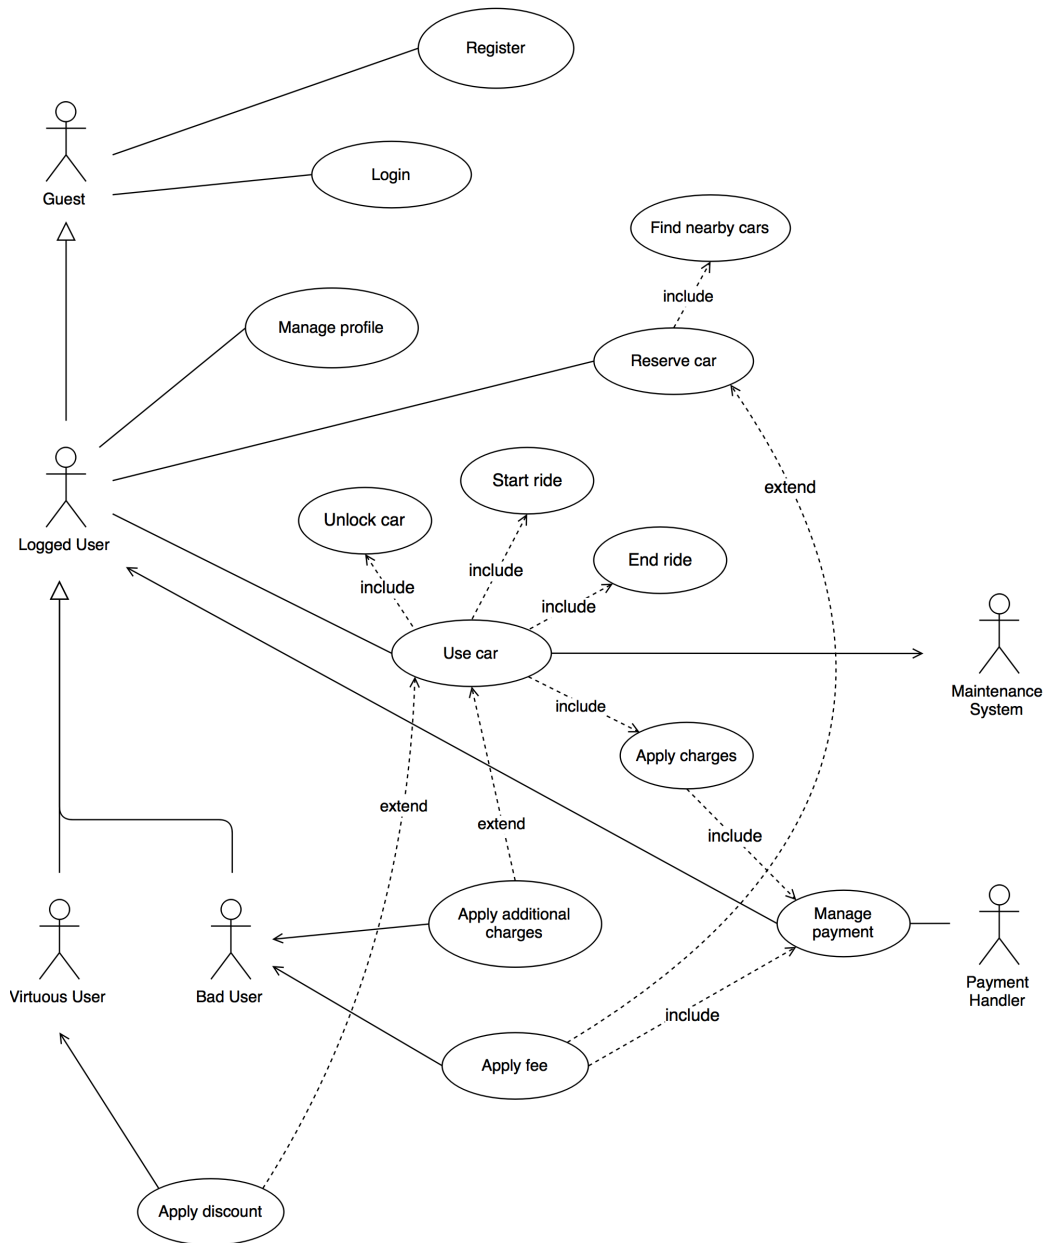 Register
Guest
Login
Find nearby cars
include
Manage profile
Reserve car
extend
Start ride
Unlock car
Logged User
include
include
End ride
include
Use car
Maintenance
System
include
Apply charges
extend
extend
include
Apply additional
charges
Manage
payment
Virtuous User
Bad User
Payment
Handler
include
Apply fee
Apply discount